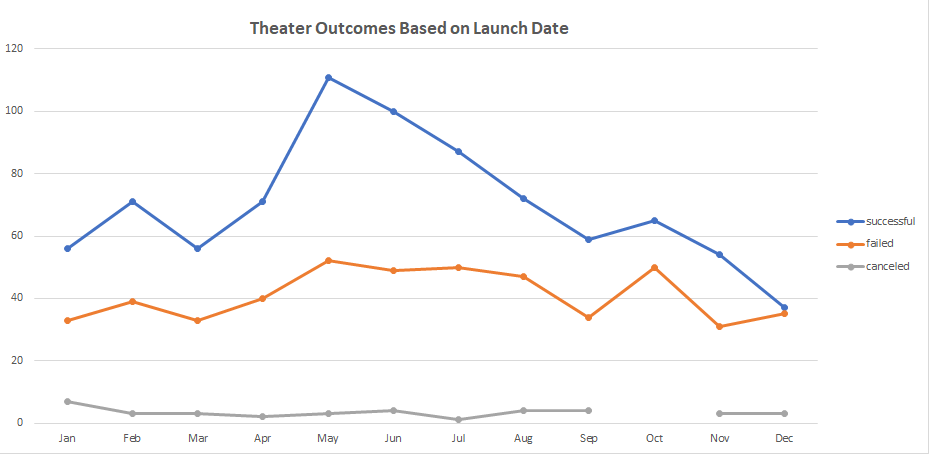 Theater Outcomes Based on Launch Date
120
100
80
60
40
20
0
Jan Feb Mar Apr May Jun Jul Aug Sep Oct Nov Dec
successful
failed
canceled